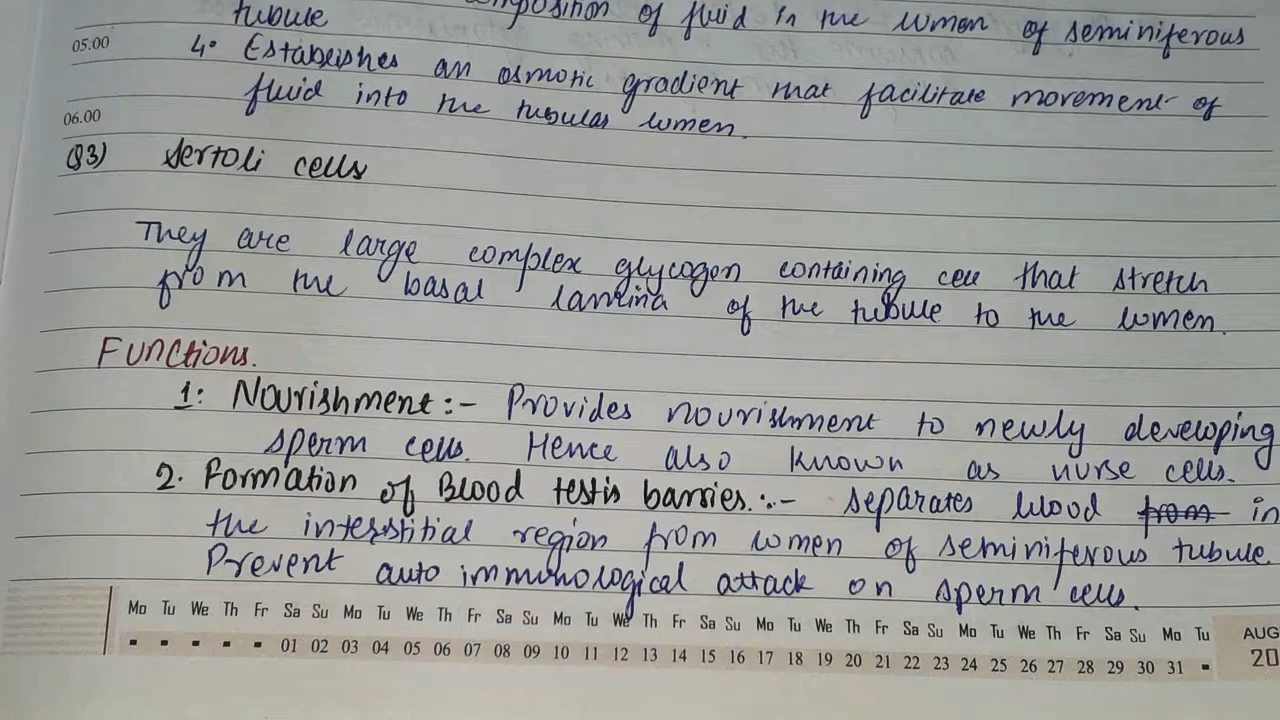 tubule composition of fluid in the lumen of seminiferous
05.00
4. Establishes an osmotic gradient that facilitate movement of
fluid into the tubular lumen.
06.00
Q3) Sertoli cells
They are large complex glycogen containing cell that stretch
from the basal lamina of the tubule to the lumen.
Functions.
1: Nourishment:- Provides nourishment to newly developing
sperm cells. Hence also known as nurse cells.
2. Formation of Blood testis barries.:- Separates blood from in
the interstitial region from lumen of seminiferous tubule.
Prevent auto immunological attack on sperm cells.
Mo Tu We Th Fr Sa Su Mo Tu We Th Fr Sa Su Mo Tu We Th Fr Sa Su Mo Tu We Th Fr Sa Su Mo Tu We Th Fr Sa Su Mo Tu AUG
01 02 03 04 05 06 07 08 09 10 11 12 13 14 15 16 17 18 19 20 21 22 23 24 25 26 27 28 29 30 31 20